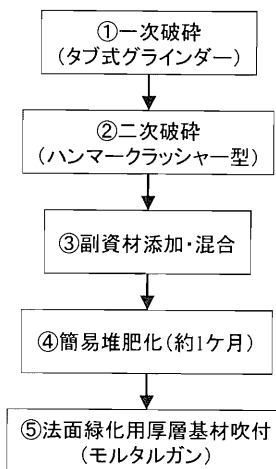 ①一次破砕
(タブ式グラインダー)
②二次破砕
(ハンマークラッシャー型)
③副資材添加・混合
④簡易堆肥化(約1ケ月)
⑤法面緑化用厚層基材吹付
(モルタルガン)